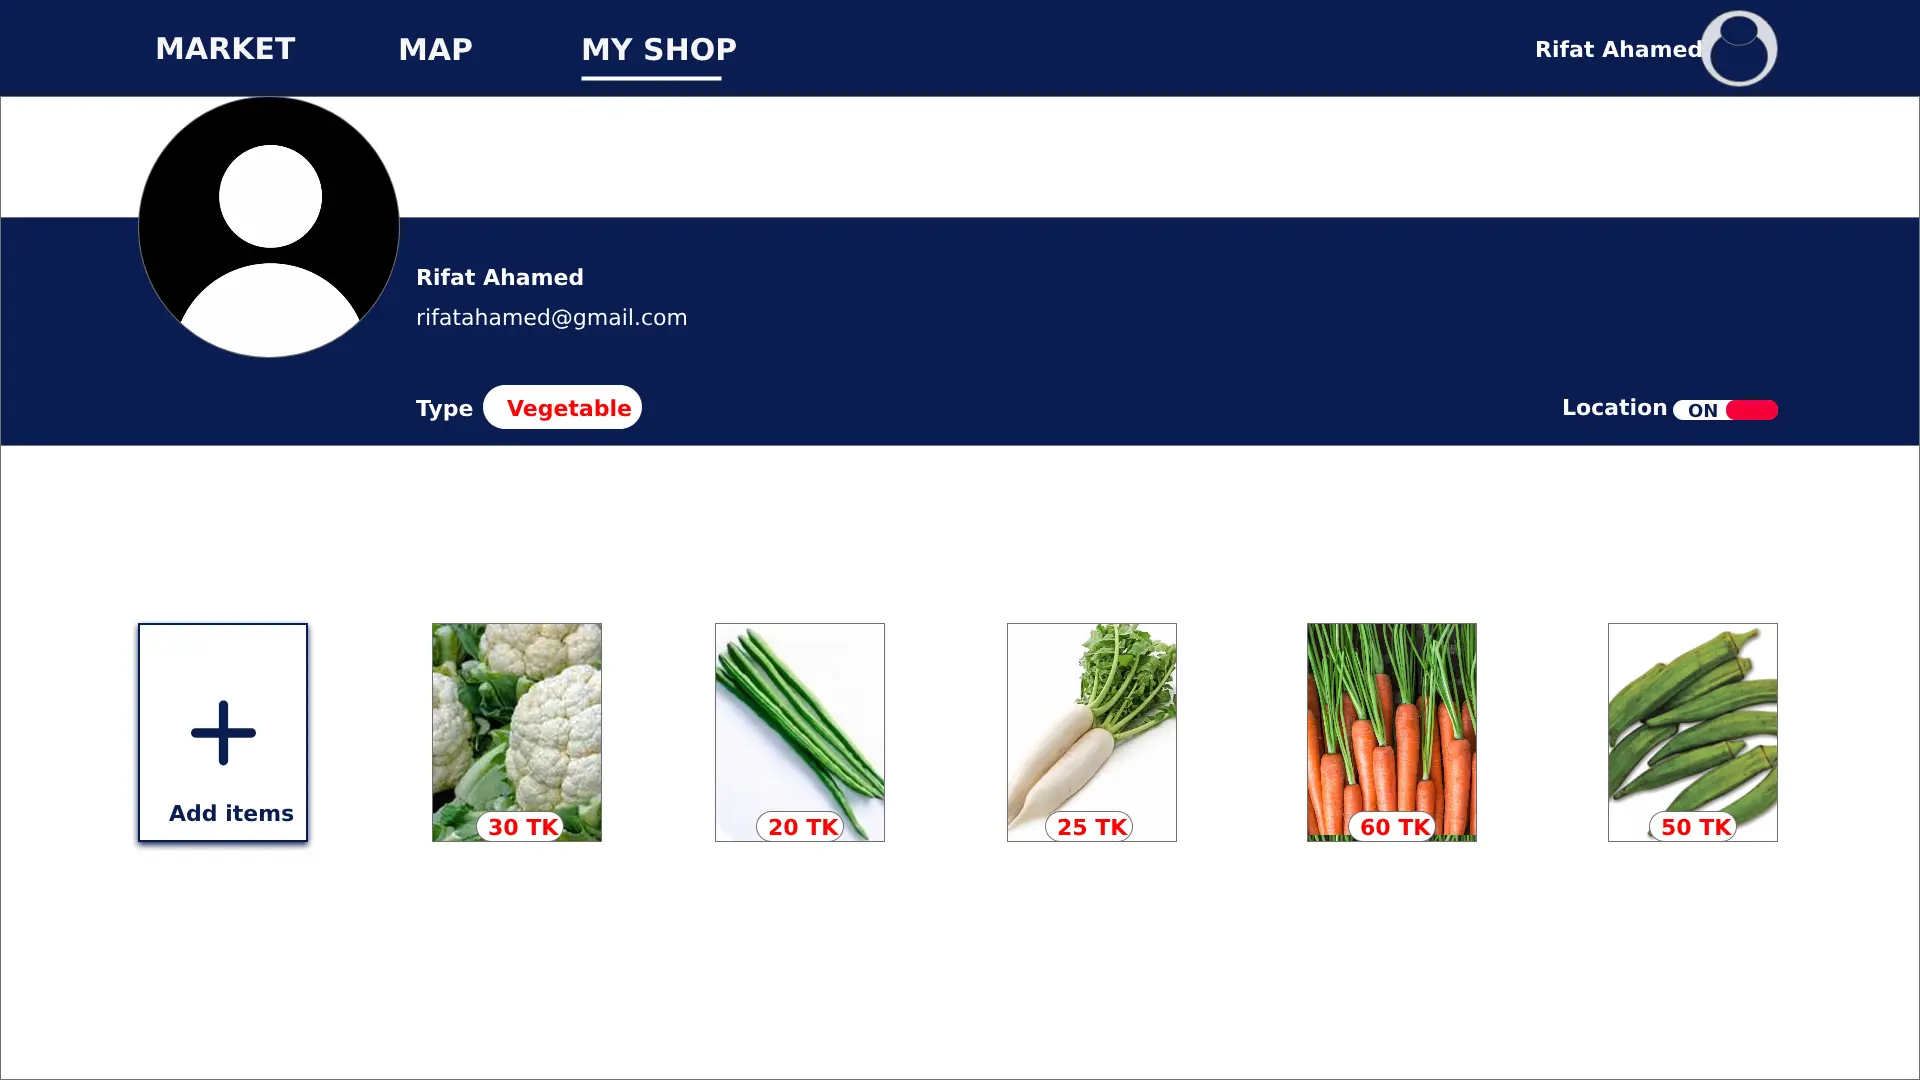 MARKET
MAP
MY SHOP
Rifat Ahamed
Rifat Ahamed
rifatahamed@gmail.com
Type
Vegetable
Location
ON
Add items
30 TK
20 TK
25 TK
60 TK
50 TK